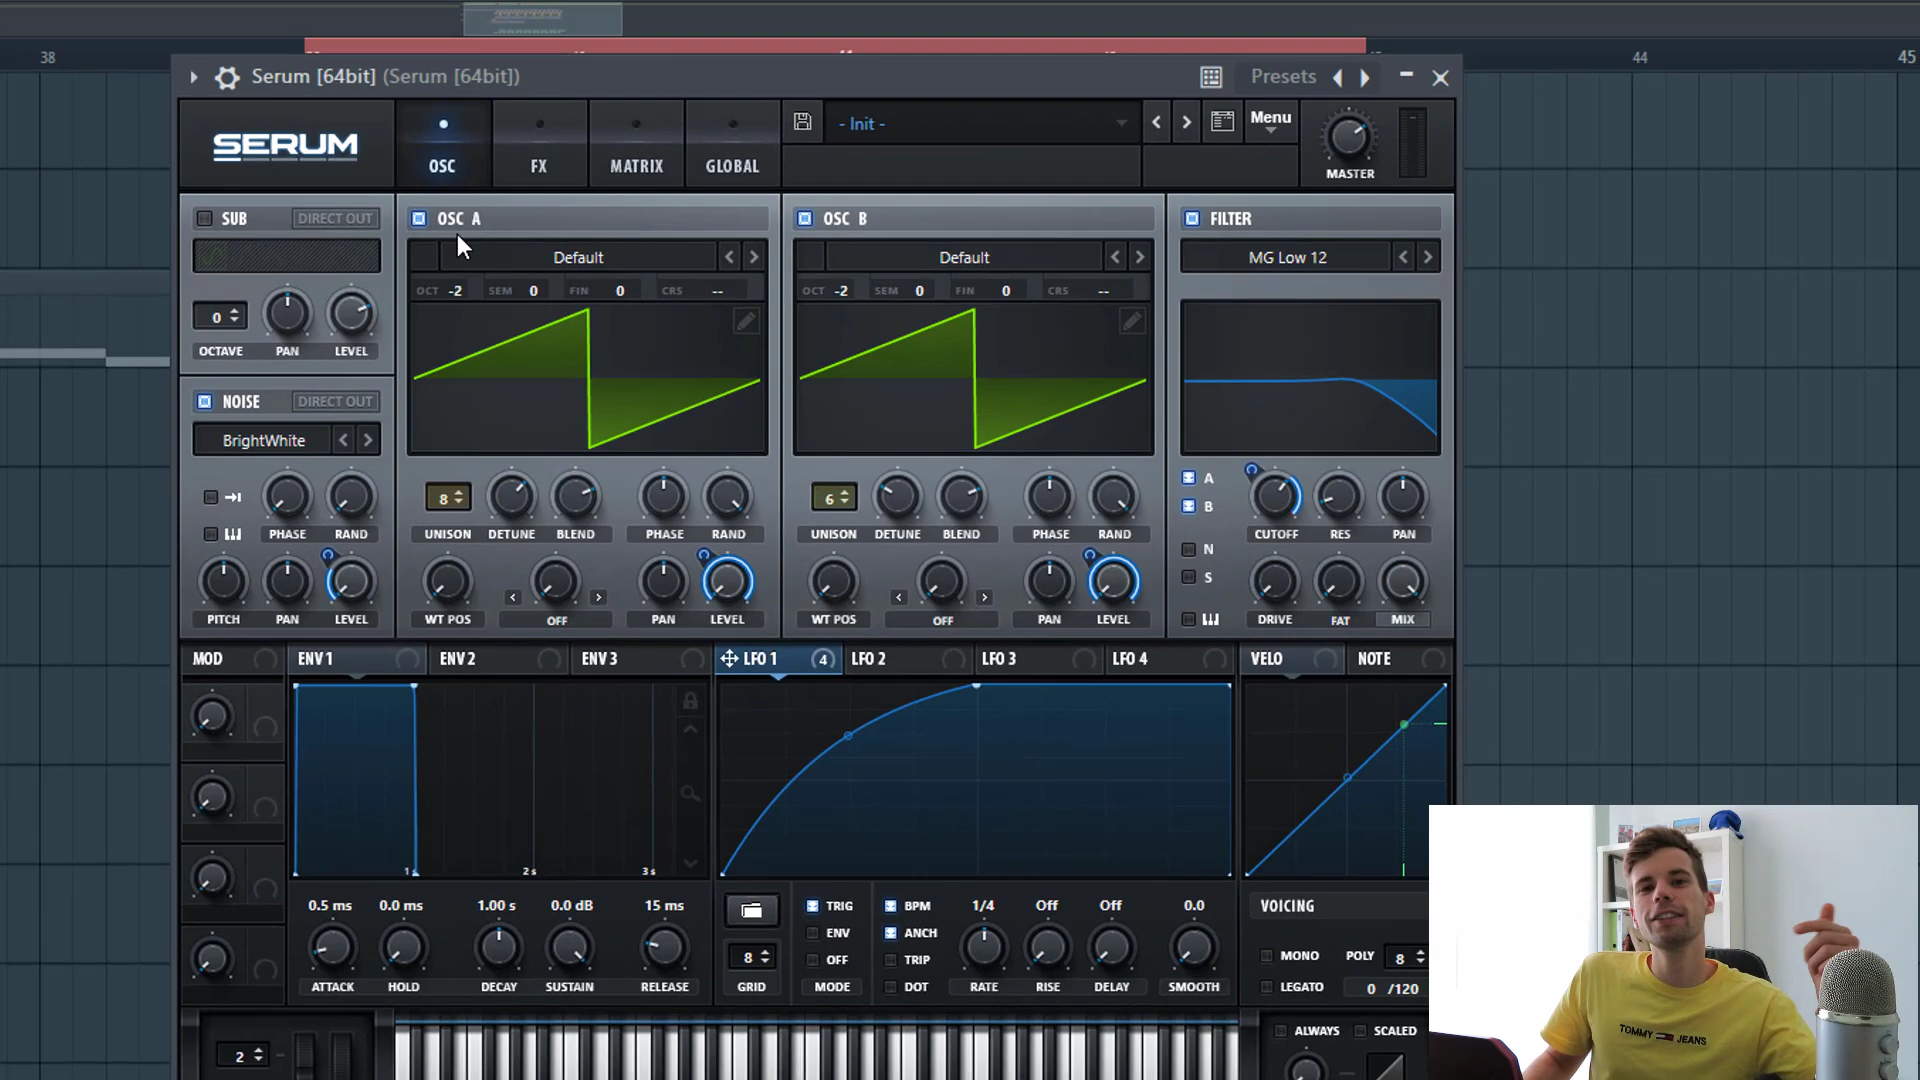 38
44
45
Serum [64bit] (Serum [64bit])
Presets
SERUM
OSC
FX
MATRIX
GLOBAL
- Init -
Menu
MASTER
SUB
DIRECT OUT
OSC A
OSC B
FILTER
Default
Default
MG Low 12
OCT -2 SEM 0 FIN 0 CRS --
OCT -2 SEM 0 FIN 0 CRS --
0
OCTAVE PAN LEVEL
NOISE
DIRECT OUT
BrightWhite
PHASE RAND
PITCH PAN LEVEL
8
UNISON DETUNE BLEND PHASE RAND
WT POS OFF PAN LEVEL
6
UNISON DETUNE BLEND PHASE RAND
WT POS OFF PAN LEVEL
A
B
N
S
CUTOFF RES PAN
DRIVE FAT MIX
MOD ENV 1 ENV 2 ENV 3 LFO 1 4 LFO 2 LFO 3 LFO 4 VELO NOTE
2s 3s
0.5 ms 0.0 ms 1.00 s 0.0 dB 15 ms
ATTACK HOLD DECAY SUSTAIN RELEASE
8
GRID
TRIG
ENV
OFF
MODE
BPM
ANCH
TRIP
DOT
1/4 Off Off 0.0
RATE RISE DELAY SMOOTH
VOICING
MONO POLY 8
LEGATO 0 /120
ALWAYS SCALED
2
TOMMY JEANS